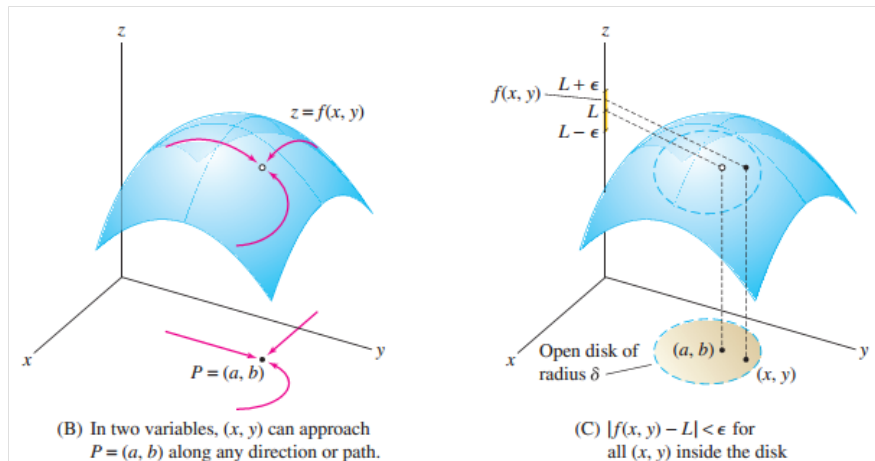 z
z = f(x, y)
x
y
P = (a, b)
(B) In two variables, (x, y) can approach
P = (a, b) along any direction or path.
z
L + ϵ
f(x, y)
L
L − ϵ
Open disk of
radius δ
(a, b)
(x, y)
x
y
(C) |f(x, y) − L| < ϵ for
all (x, y) inside the disk